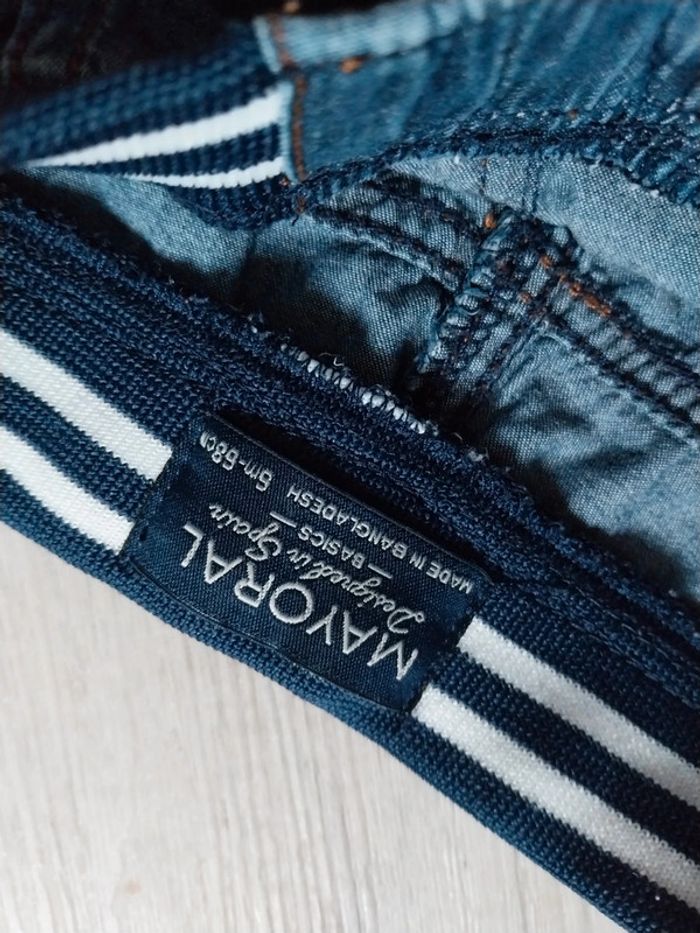 MAYORAL
Designed in Spain
— BASICS —
MADE IN BANGLADESH 6m-68cm